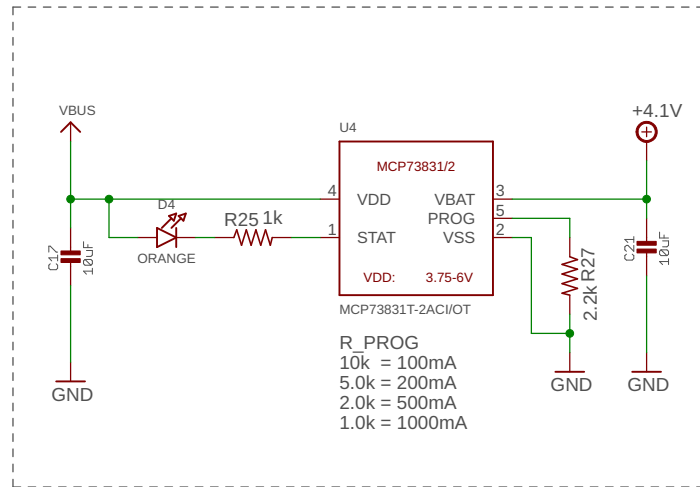 VBUS
+4.1V
U4
MCP73831/2
4
VDD
VBAT
3
PROG
5
1
STAT
VSS
2
D4
ORANGE
R25
1k
C17
10uF
VDD:
3.75-6V
MCP73831T-2ACI/OT
2.2k
R27
C21
10uF
GND
GND
GND
R_PROG
10k = 100mA
5.0k = 200mA
2.0k = 500mA
1.0k = 1000mA